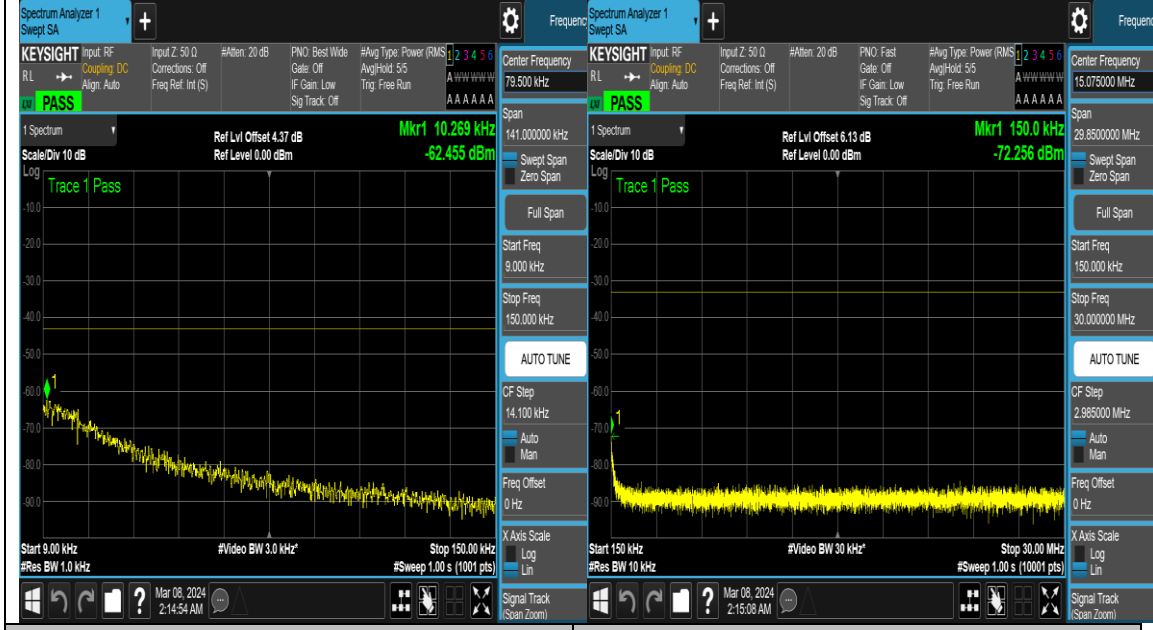 Spectrum Analyzer 1
Swept SA
Frequenc
KEYSIGHT
R L
Input: RF
Coupling: DC
Align: Auto
Input Z: 50 Ω
Corrections: Off
Freq Ref: Int (S)
#Atten: 20 dB
PNO: Best Wide
Gate: Off
IF Gain: Low
Sig Track: Off
#Avg Type: Power (RMS
Avg|Hold: 5/5
Trig: Free Run
1 2 3 4 5 6
A W W W W W
A A A A A A
LXI PASS
1 Spectrum
Scale/Div 10 dB
Ref Lvl Offset 4.37 dB
Ref Level 0.00 dBm
Mkr1 10.269 kHz
-62.455 dBm
Log
Trace 1 Pass
-10.0
-20.0
-30.0
-40.0
-50.0
-60.0
-70.0
-80.0
-90.0
1
Start 9.00 kHz
#Res BW 1.0 kHz
#Video BW 3.0 kHz*
Stop 150.00 kHz
#Sweep 1.00 s (1001 pts)
Mar 08, 2024
2:14:54 AM
Center Frequency
79.500 kHz
Span
141.000000 kHz
Swept Span
Zero Span
Full Span
Start Freq
9.000 kHz
Stop Freq
150.000 kHz
AUTO TUNE
CF Step
14.100 kHz
Auto
Man
Freq Offset
0 Hz
X Axis Scale
Log
Lin
Signal Track
(Span Zoom)
Spectrum Analyzer 1
Swept SA
Frequenc
KEYSIGHT
R L
Input: RF
Coupling: DC
Align: Auto
Input Z: 50 Ω
Corrections: Off
Freq Ref: Int (S)
#Atten: 20 dB
PNO: Fast
Gate: Off
IF Gain: Low
Sig Track: Off
#Avg Type: Power (RMS
Avg|Hold: 5/5
Trig: Free Run
1 2 3 4 5 6
A W W W W W
A A A A A A
LXI PASS
1 Spectrum
Scale/Div 10 dB
Ref Lvl Offset 6.13 dB
Ref Level 0.00 dBm
Mkr1 150.0 kHz
-72.256 dBm
Log
Trace 1 Pass
-10.0
-20.0
-30.0
-40.0
-50.0
-60.0
-70.0
-80.0
-90.0
1
Start 150 kHz
#Res BW 10 kHz
#Video BW 30 kHz*
Stop 30.00 MHz
#Sweep 1.00 s (10001 pts)
Mar 08, 2024
2:15:08 AM
Center Frequency
15.075000 MHz
Span
29.8500000 MHz
Swept Span
Zero Span
Full Span
Start Freq
150.000 kHz
Stop Freq
30.000000 MHz
AUTO TUNE
CF Step
2.985000 MHz
Auto
Man
Freq Offset
0 Hz
X Axis Scale
Log
Lin
Signal Track
(Span Zoom)